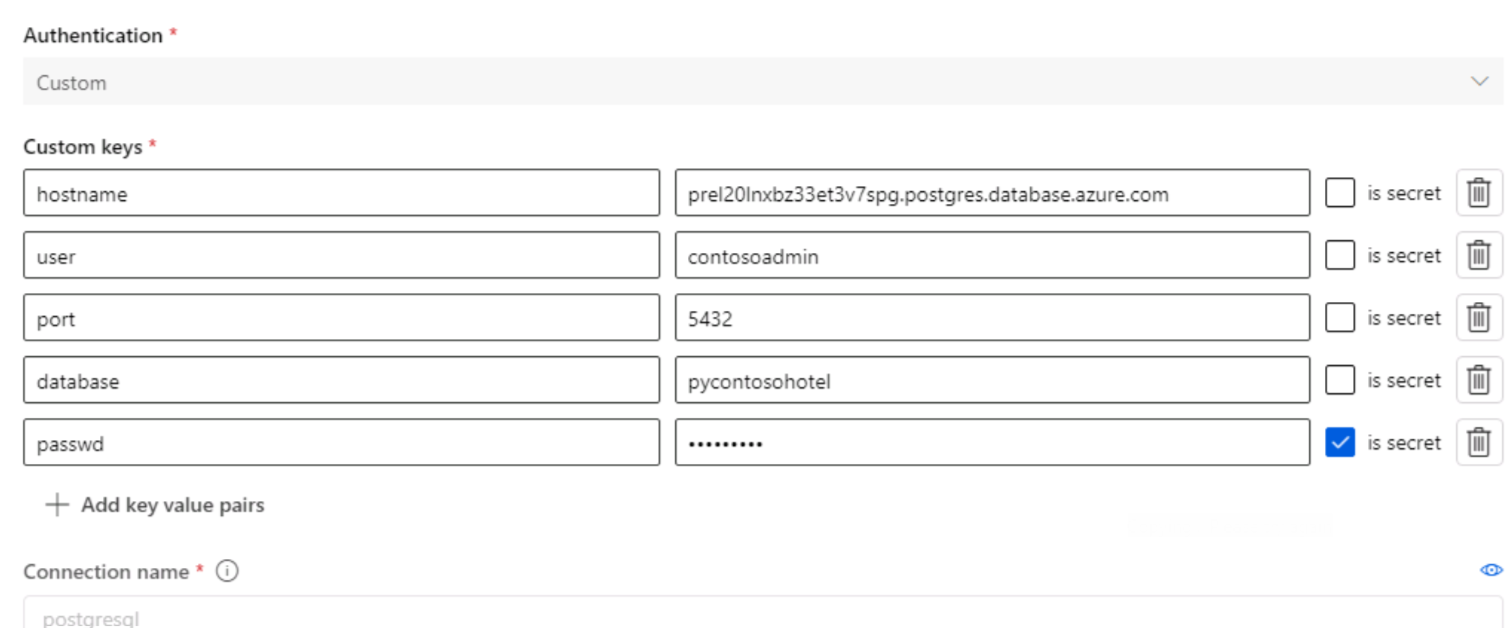 Authentication *
Custom
Custom keys *
hostname prel20lnxbz33et3v7spg.postgres.database.azure.com is secret
user contosoadmin is secret
port 5432 is secret
database pycontosohotel is secret
passwd ••••••••• is secret
+ Add key value pairs
Connection name * i
postgresql